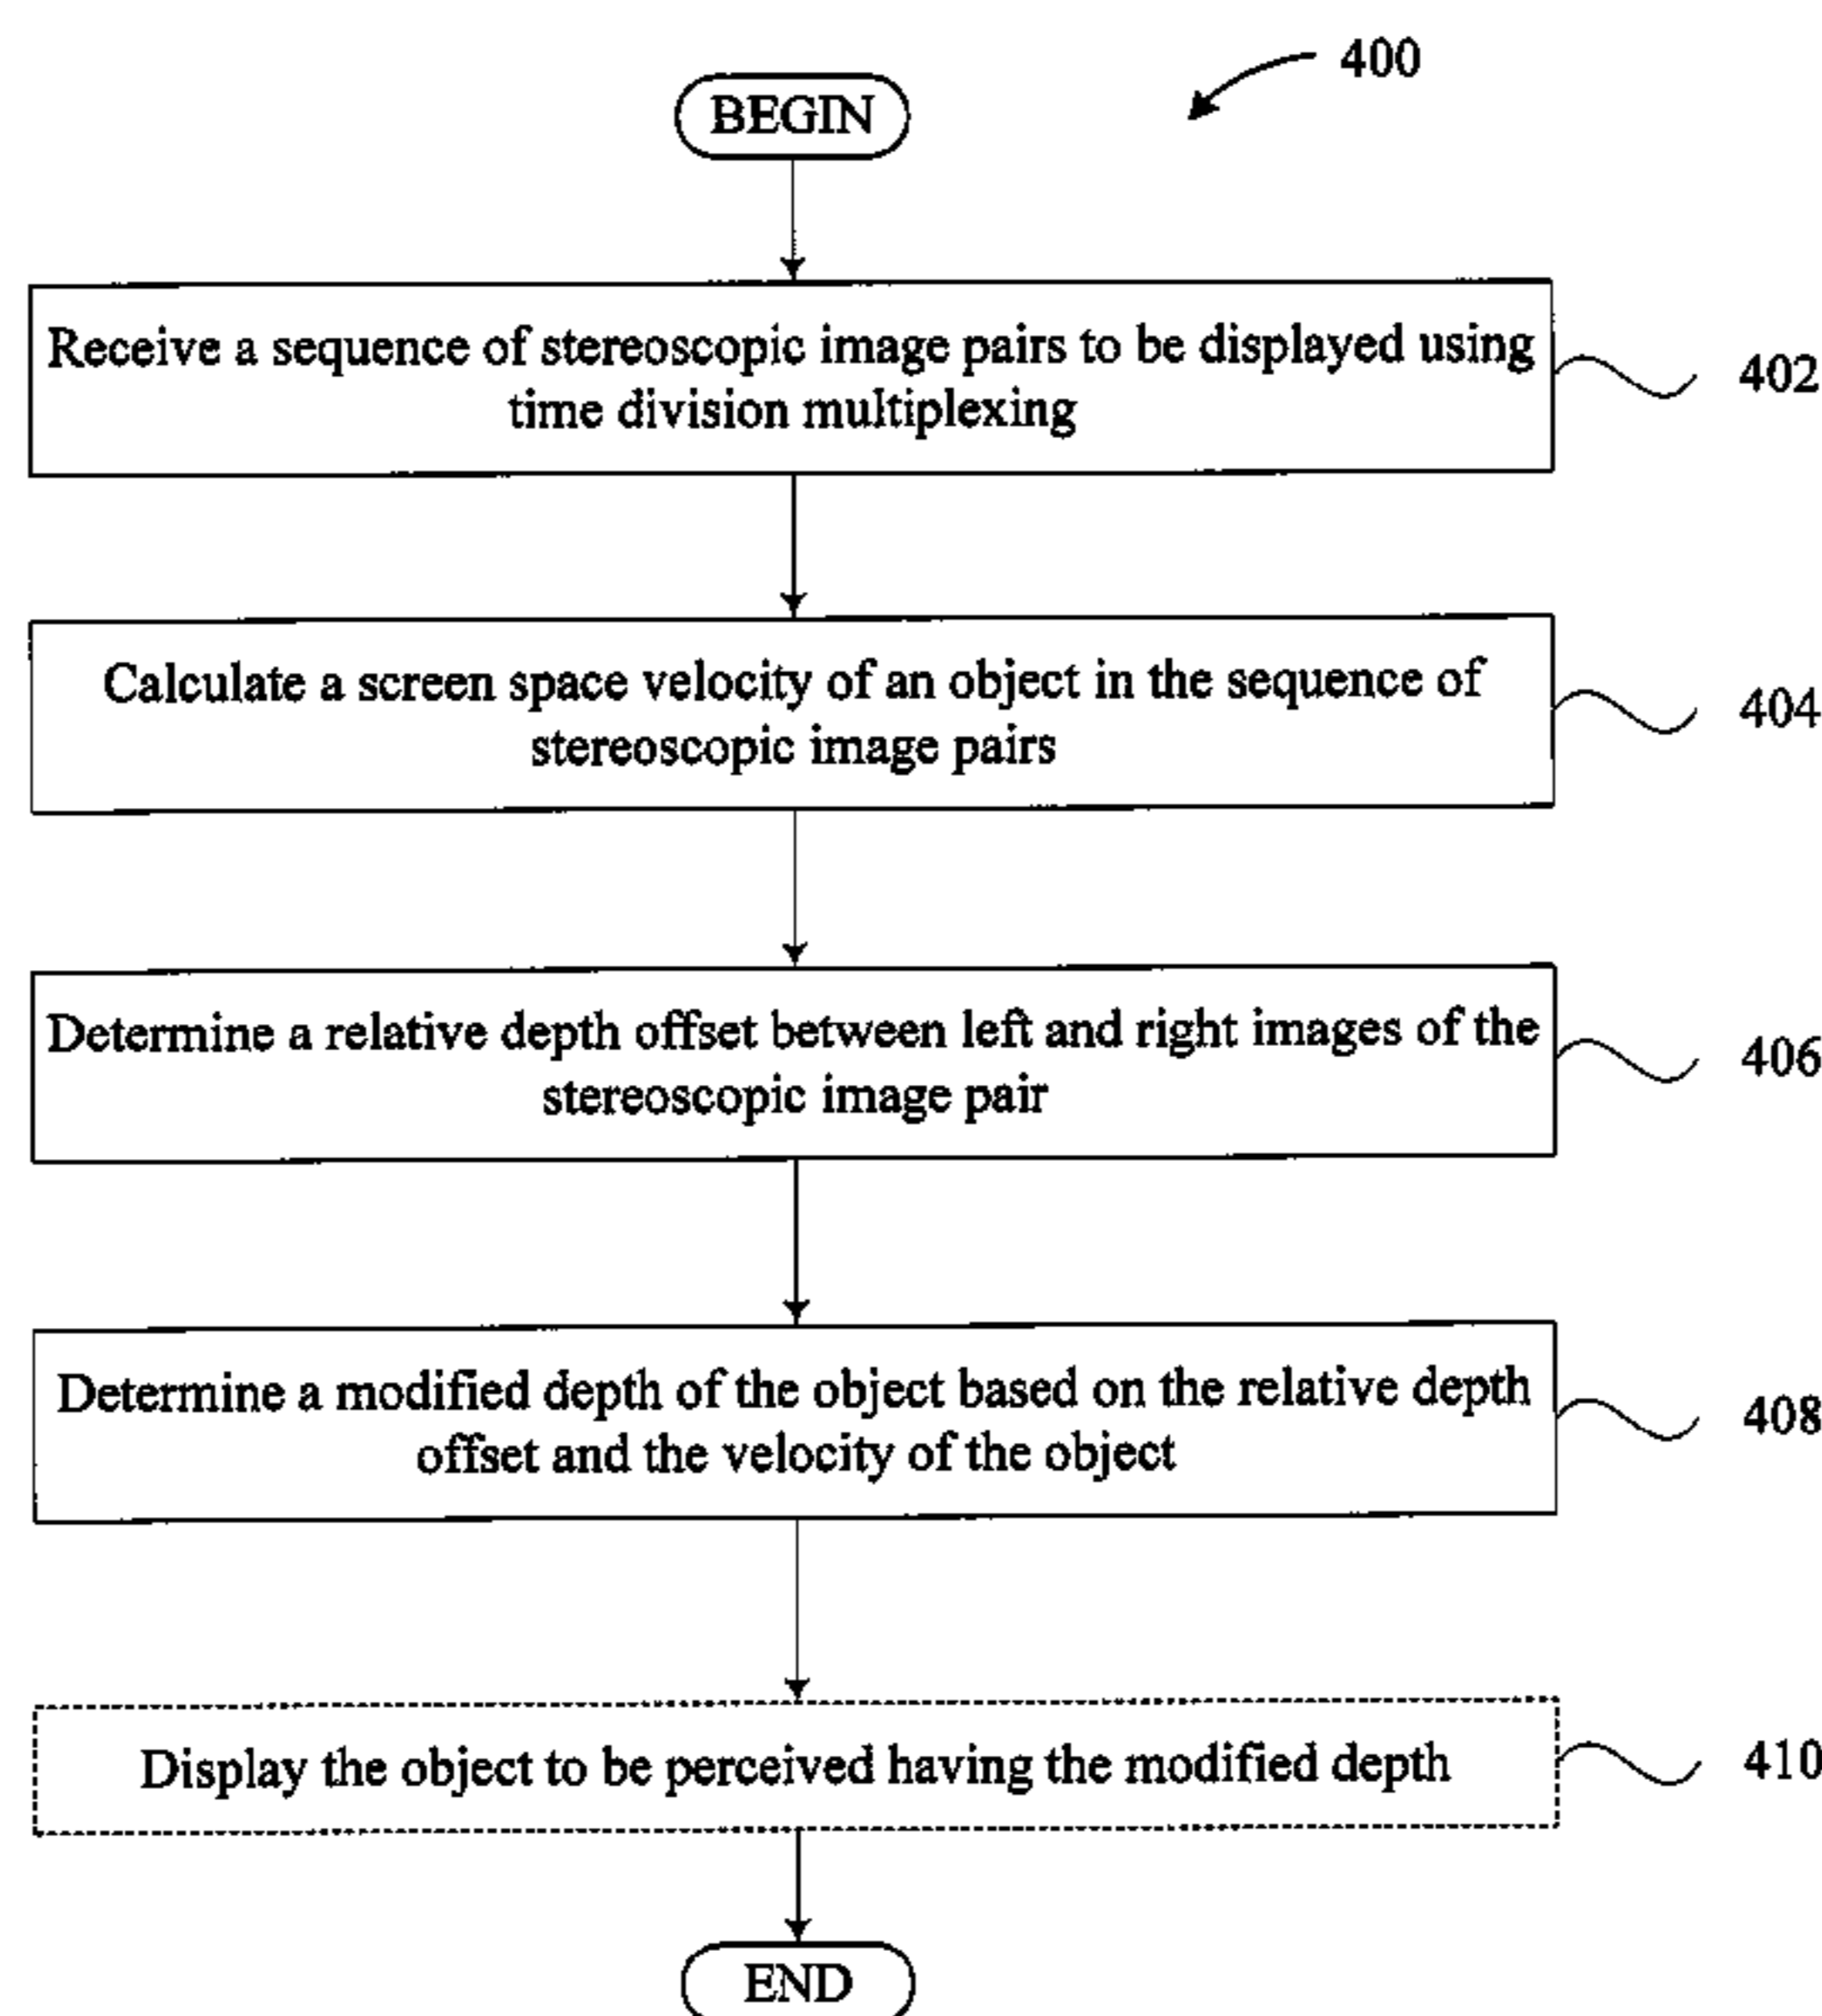 400
BEGIN
Receive a sequence of stereoscopic image pairs to be displayed using
time division multiplexing
402
Calculate a screen space velocity of an object in the sequence of
stereoscopic image pairs
404
Determine a relative depth offset between left and right images of the
stereoscopic image pair
406
Determine a modified depth of the object based on the relative depth
offset and the velocity of the object
408
Display the object to be perceived having the modified depth
410
END